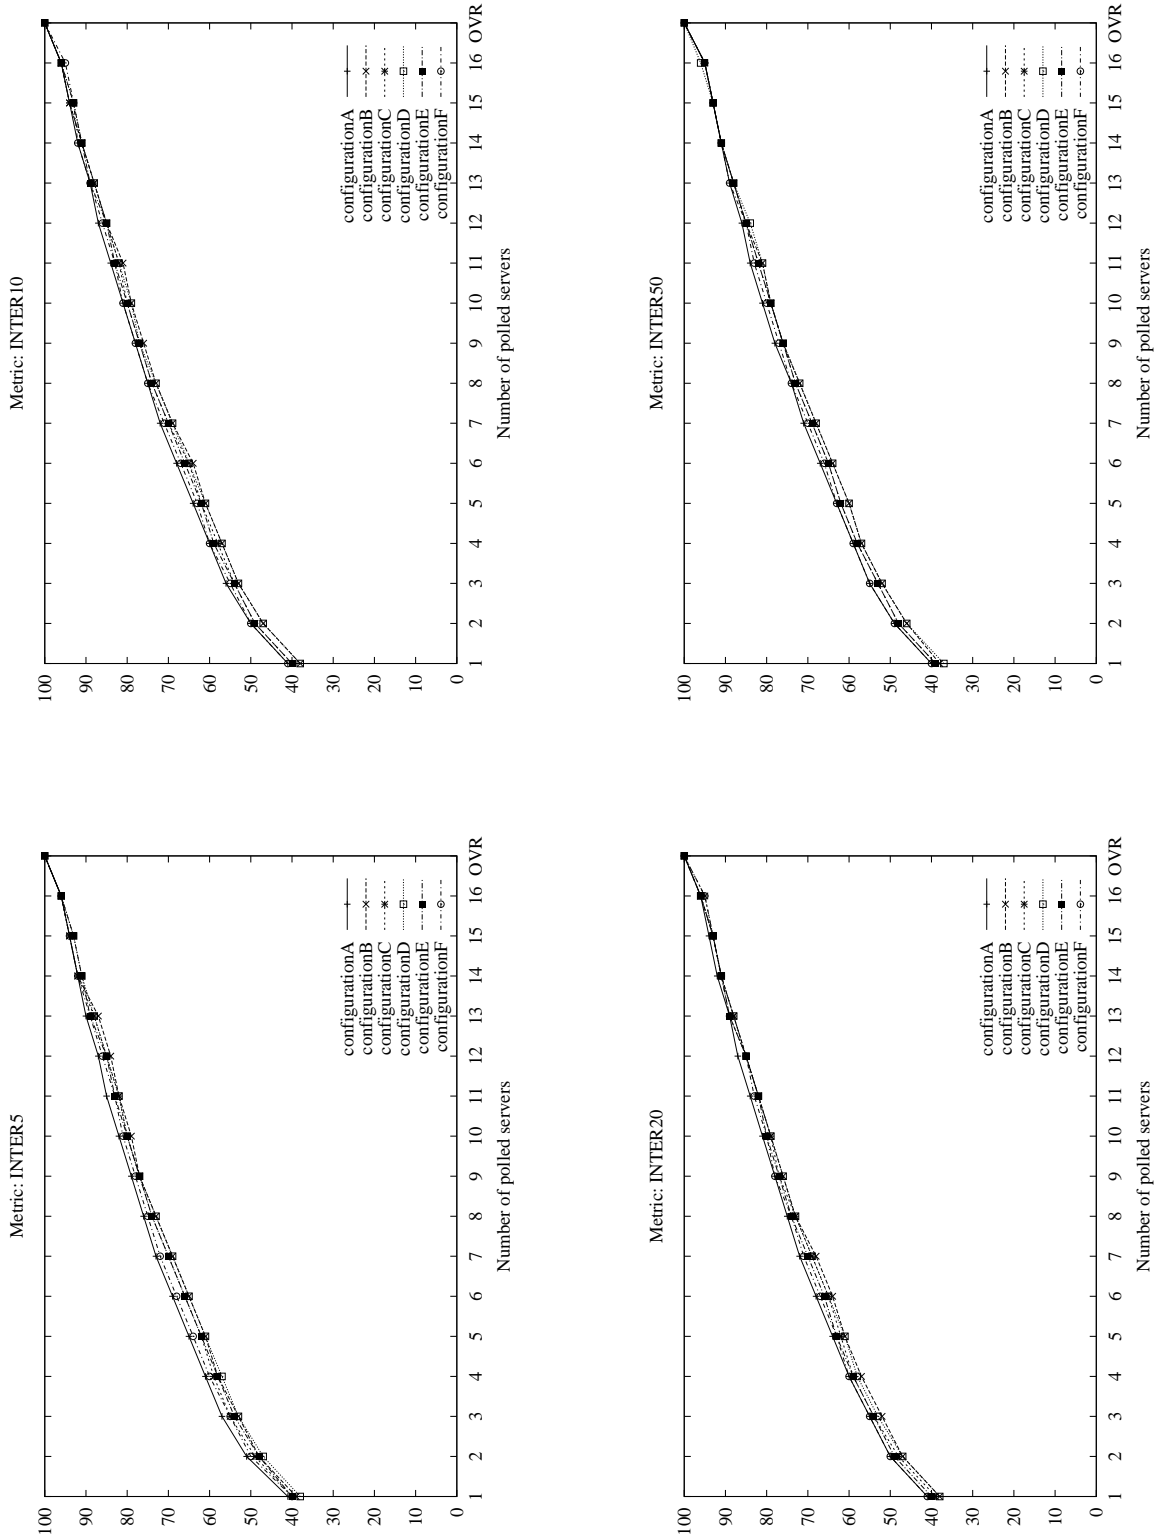 Metric: INTER5
100
90
80
70
60
50
40
30
20
10
0
configurationA
configurationB
configurationC
configurationD
configurationE
configurationF
1 2 3 4 5 6 7 8 9 10 11 12 13 14 15 16 OVR
Number of polled servers
Metric: INTER10
100
90
80
70
60
50
40
30
20
10
0
configurationA
configurationB
configurationC
configurationD
configurationE
configurationF
1 2 3 4 5 6 7 8 9 10 11 12 13 14 15 16 OVR
Number of polled servers
Metric: INTER20
100
90
80
70
60
50
40
30
20
10
0
configurationA
configurationB
configurationC
configurationD
configurationE
configurationF
1 2 3 4 5 6 7 8 9 10 11 12 13 14 15 16 OVR
Number of polled servers
Metric: INTER50
100
90
80
70
60
50
40
30
20
10
0
configurationA
configurationB
configurationC
configurationD
configurationE
configurationF
1 2 3 4 5 6 7 8 9 10 11 12 13 14 15 16 OVR
Number of polled servers